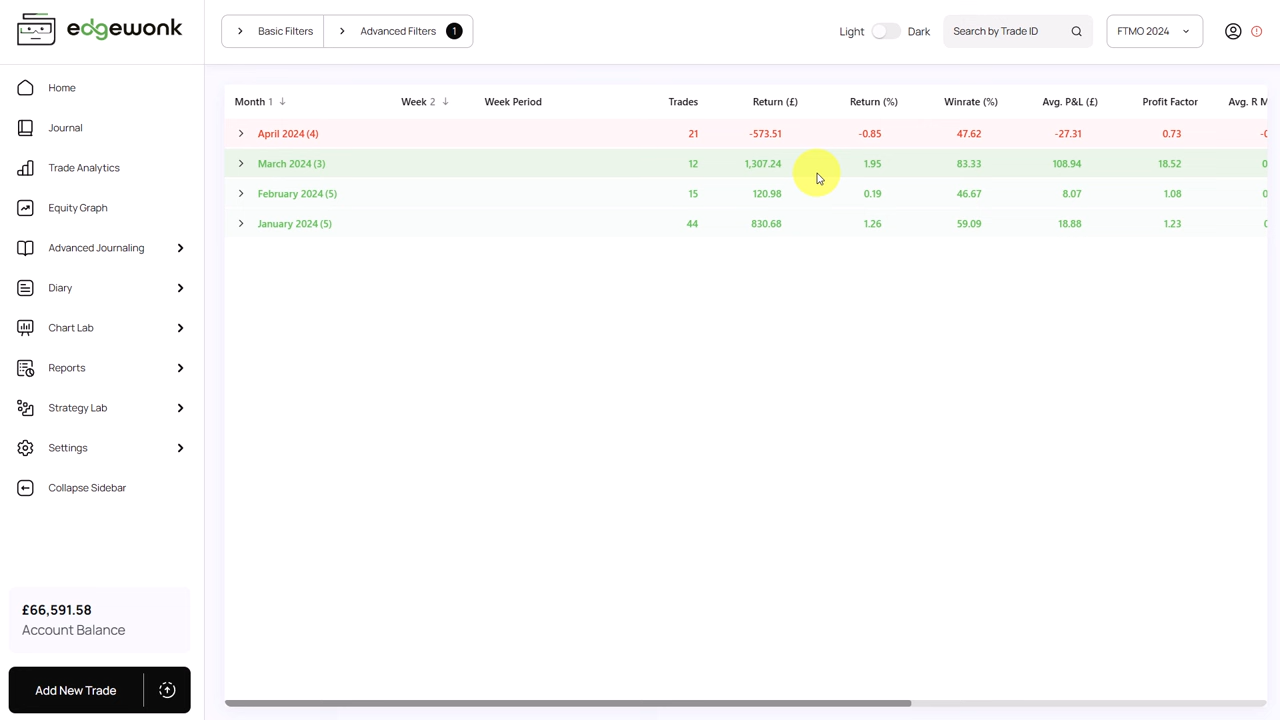 edgewonk
Basic Filters
Advanced Filters 1
Light
Dark
Search by Trade ID
FTMO 2024
Home
Journal
Trade Analytics
Equity Graph
Advanced Journaling
Diary
Chart Lab
Reports
Strategy Lab
Settings
Collapse Sidebar
£66,591.58
Account Balance
Add New Trade
Month 1 Week 2 Week Period Trades Return (£) Return (%) Winrate (%) Avg. P&L (£) Profit Factor Avg. R M
April 2024 (4) 21 -573.51 -0.85 47.62 -27.31 0.73 -0
March 2024 (3) 12 1,307.24 1.95 83.33 108.94 18.52 0
February 2024 (5) 15 120.98 0.19 46.67 8.07 1.08 0
January 2024 (5) 44 830.68 1.26 59.09 18.88 1.23 0